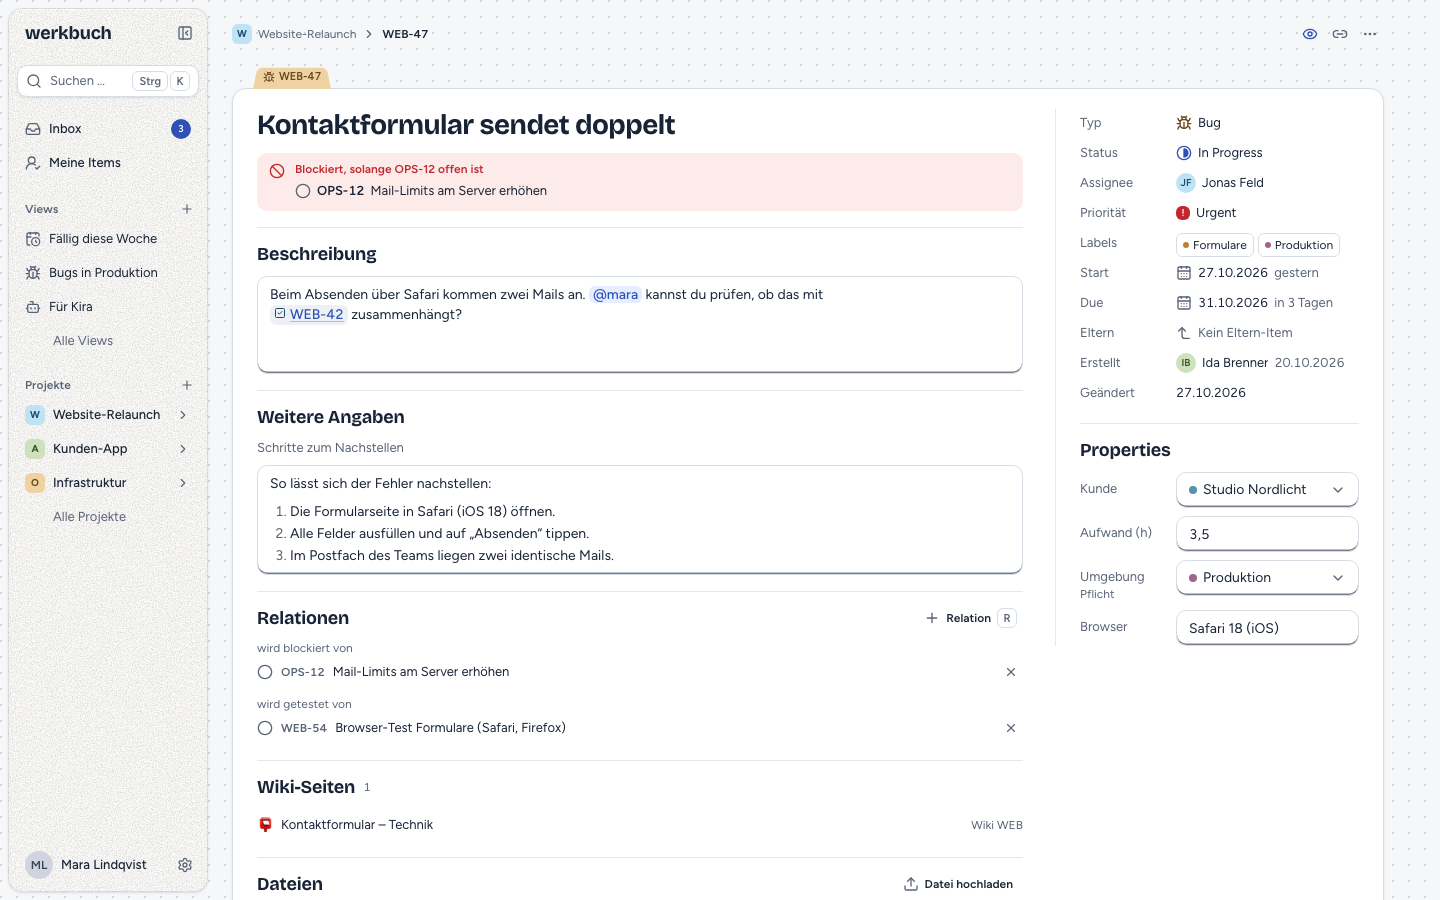 werkbuch
Suchen ... Strg K
Inbox 3
Meine Items
Views
Fällig diese Woche
Bugs in Produktion
Für Kira
Alle Views
Projekte
W Website-Relaunch
A Kunden-App
O Infrastruktur
Alle Projekte
ML Mara Lindqvist
W Website-Relaunch WEB-47
WEB-47
Kontaktformular sendet doppelt
Blockiert, solange OPS-12 offen ist
OPS-12 Mail-Limits am Server erhöhen
Beschreibung
Beim Absenden über Safari kommen zwei Mails an. @mara kannst du prüfen, ob das mit
WEB-42 zusammenhängt?
Weitere Angaben
Schritte zum Nachstellen
So lässt sich der Fehler nachstellen:
1. Die Formularseite in Safari (iOS 18) öffnen.
2. Alle Felder ausfüllen und auf „Absenden“ tippen.
3. Im Postfach des Teams liegen zwei identische Mails.
Relationen
Relation R
wird blockiert von
OPS-12 Mail-Limits am Server erhöhen
wird getestet von
WEB-54 Browser-Test Formulare (Safari, Firefox)
Wiki-Seiten 1
Kontaktformular – Technik Wiki WEB
Dateien
Datei hochladen
Typ Bug
Status In Progress
Assignee JF Jonas Feld
Priorität Urgent
Labels Formulare Produktion
Start 27.10.2026 gestern
Due 31.10.2026 in 3 Tagen
Eltern Kein Eltern-Item
Erstellt IB Ida Brenner 20.10.2026
Geändert 27.10.2026
Properties
Kunde Studio Nordlicht
Aufwand (h) 3,5
Umgebung Produktion
Pflicht
Browser Safari 18 (iOS)